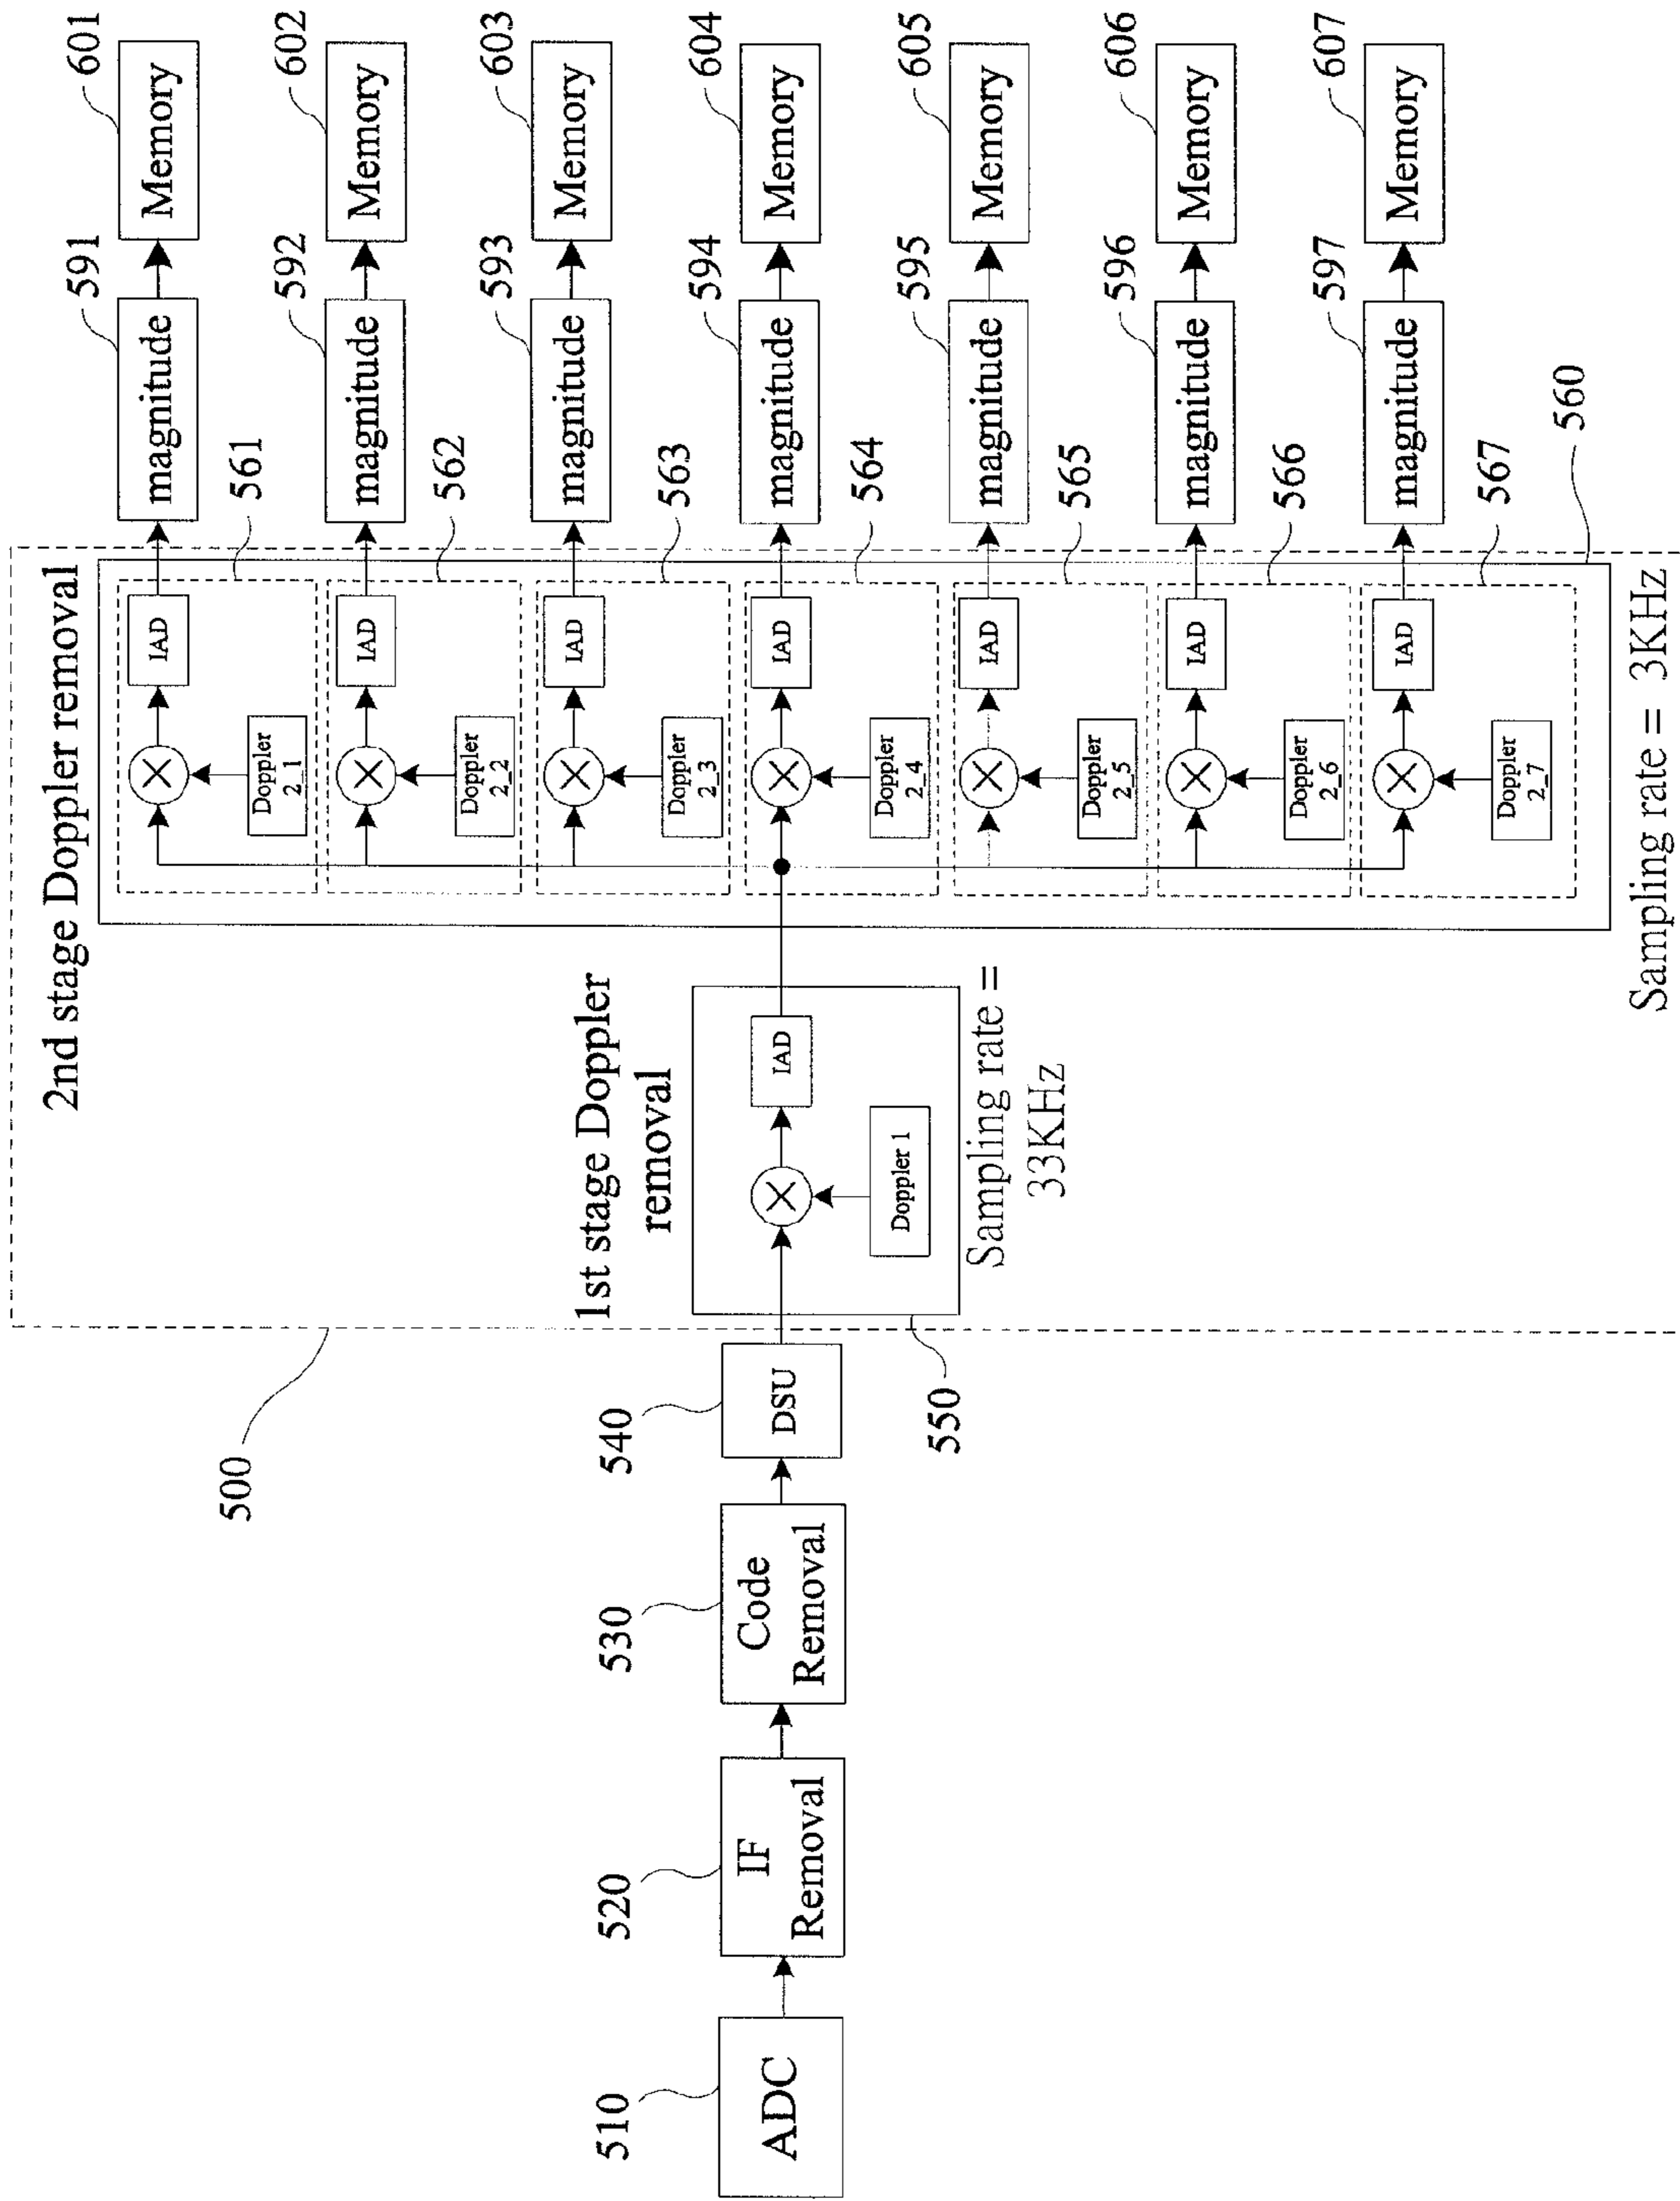 2nd stage Doppler removal
1st stage Doppler
removal
500
510
ADC
520
IF
Removal
530
Code
Removal
540
DSU
550
Doppler 1
IAD
Sampling rate =
33KHz
Doppler
2_1
IAD
561
591
magnitude
601
Memory
Doppler
2_2
IAD
562
592
magnitude
602
Memory
Doppler
2_3
IAD
563
593
magnitude
603
Memory
Doppler
2_4
IAD
564
594
magnitude
604
Memory
Doppler
2_5
IAD
565
595
magnitude
605
Memory
Doppler
2_6
IAD
566
596
magnitude
606
Memory
Doppler
2_7
IAD
567
597
magnitude
607
Memory
560
Sampling rate = 3KHz